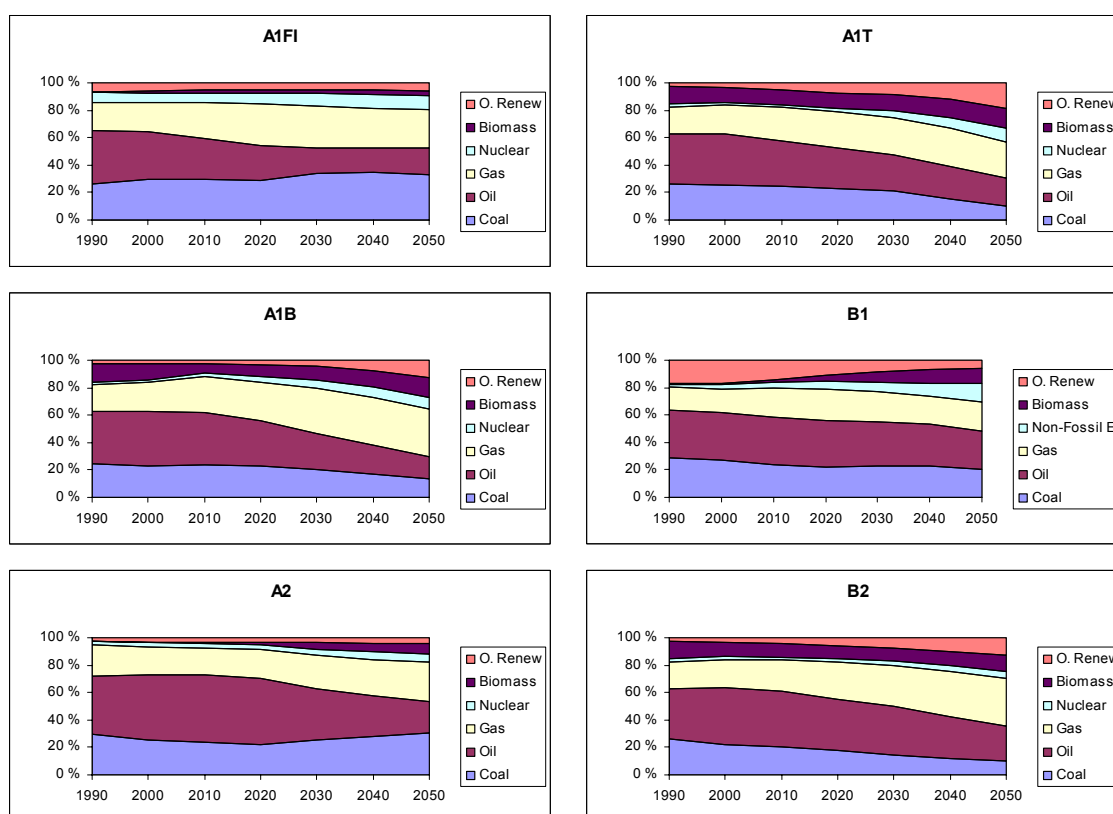 A1FI
100 %
80 %
60 %
40 %
20 %
0 %
1990 2000 2010 2020 2030 2040 2050
O. Renew
Biomass
Nuclear
Gas
Oil
Coal
A1T
100 %
80 %
60 %
40 %
20 %
0 %
1990 2000 2010 2020 2030 2040 2050
O. Renew
Biomass
Nuclear
Gas
Oil
Coal
A1B
100 %
80 %
60 %
40 %
20 %
0 %
1990 2000 2010 2020 2030 2040 2050
O. Renew
Biomass
Nuclear
Gas
Oil
Coal
B1
100 %
80 %
60 %
40 %
20 %
0 %
1990 2000 2010 2020 2030 2040 2050
O. Renew
Biomass
Non-Fossil E
Gas
Oil
Coal
A2
100 %
80 %
60 %
40 %
20 %
0 %
1990 2000 2010 2020 2030 2040 2050
O. Renew
Biomass
Nuclear
Gas
Oil
Coal
B2
100 %
80 %
60 %
40 %
20 %
0 %
1990 2000 2010 2020 2030 2040 2050
O. Renew
Biomass
Nuclear
Gas
Oil
Coal